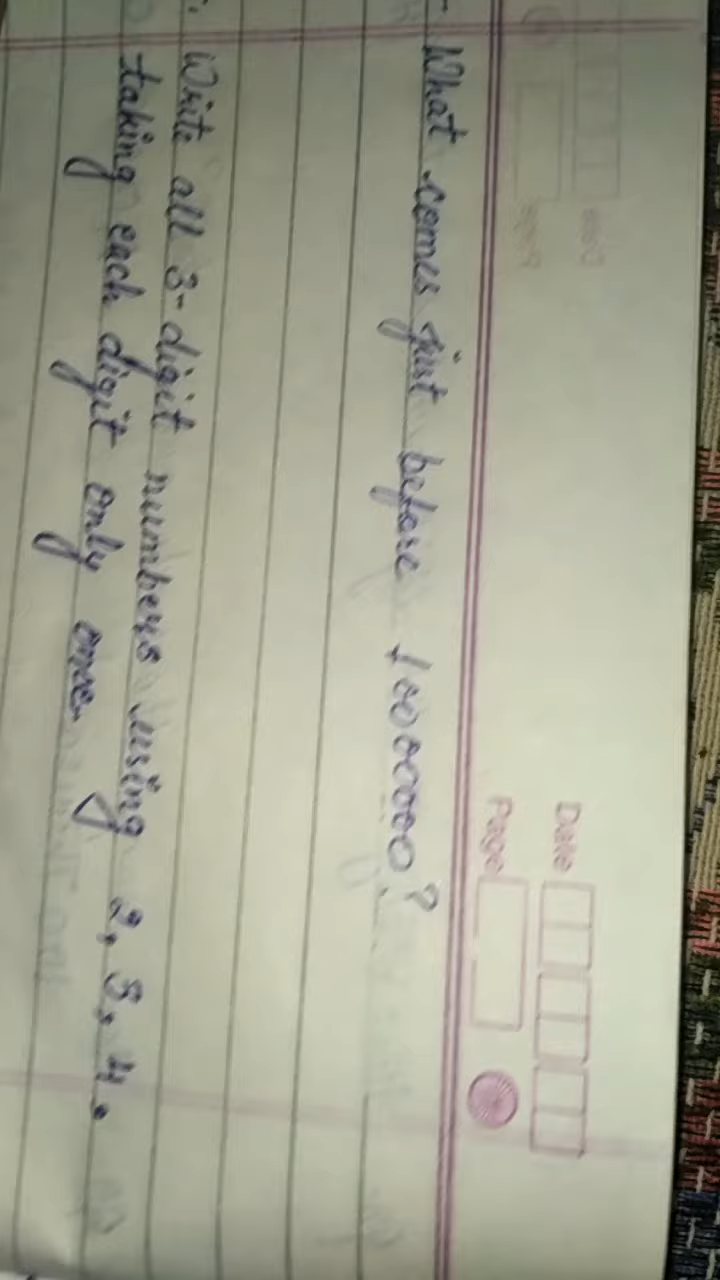 Date
Page
What comes just before 1000000?
Write all 3-digit numbers using 2, 3, 4.
taking each digit only once.